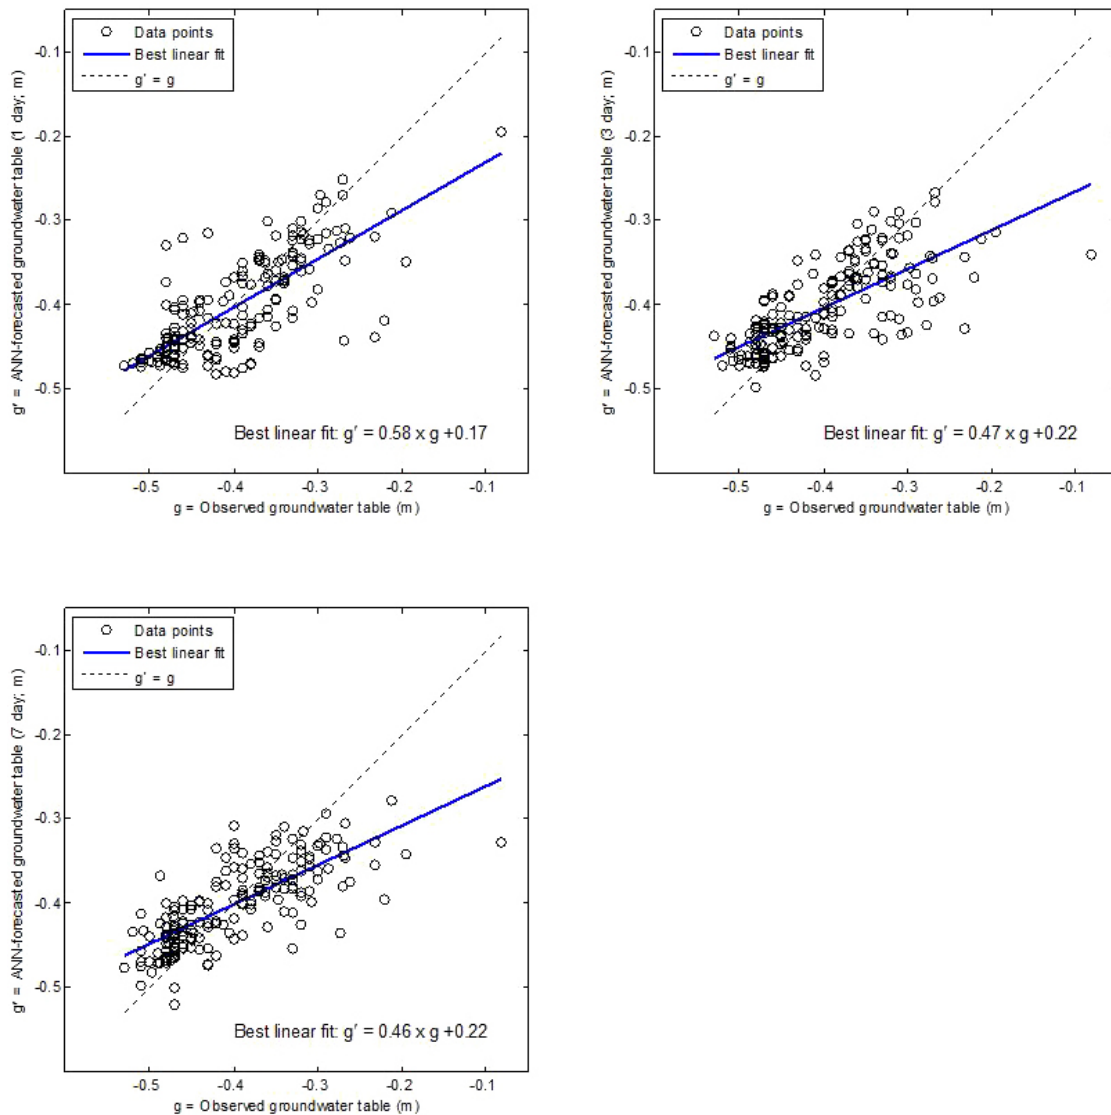 Data points
Best linear fit
g' = g
-0.1
-0.2
-0.3
-0.4
-0.5
g' = ANN-forecasted groundwater table (1 day; m)
Best linear fit: g' = 0.58 x g +0.17
-0.5 -0.4 -0.3 -0.2 -0.1
g = Observed groundwater table (m)
Data points
Best linear fit
g' = g
-0.1
-0.2
-0.3
-0.4
-0.5
g' = ANN-forecasted groundwater table (3 day; m)
Best linear fit: g' = 0.47 x g +0.22
-0.5 -0.4 -0.3 -0.2 -0.1
g = Observed groundwater table (m)
Data points
Best linear fit
g' = g
-0.1
-0.2
-0.3
-0.4
-0.5
g' = ANN-forecasted groundwater table (7 day; m)
Best linear fit: g' = 0.46 x g +0.22
-0.5 -0.4 -0.3 -0.2 -0.1
g = Observed groundwater table (m)